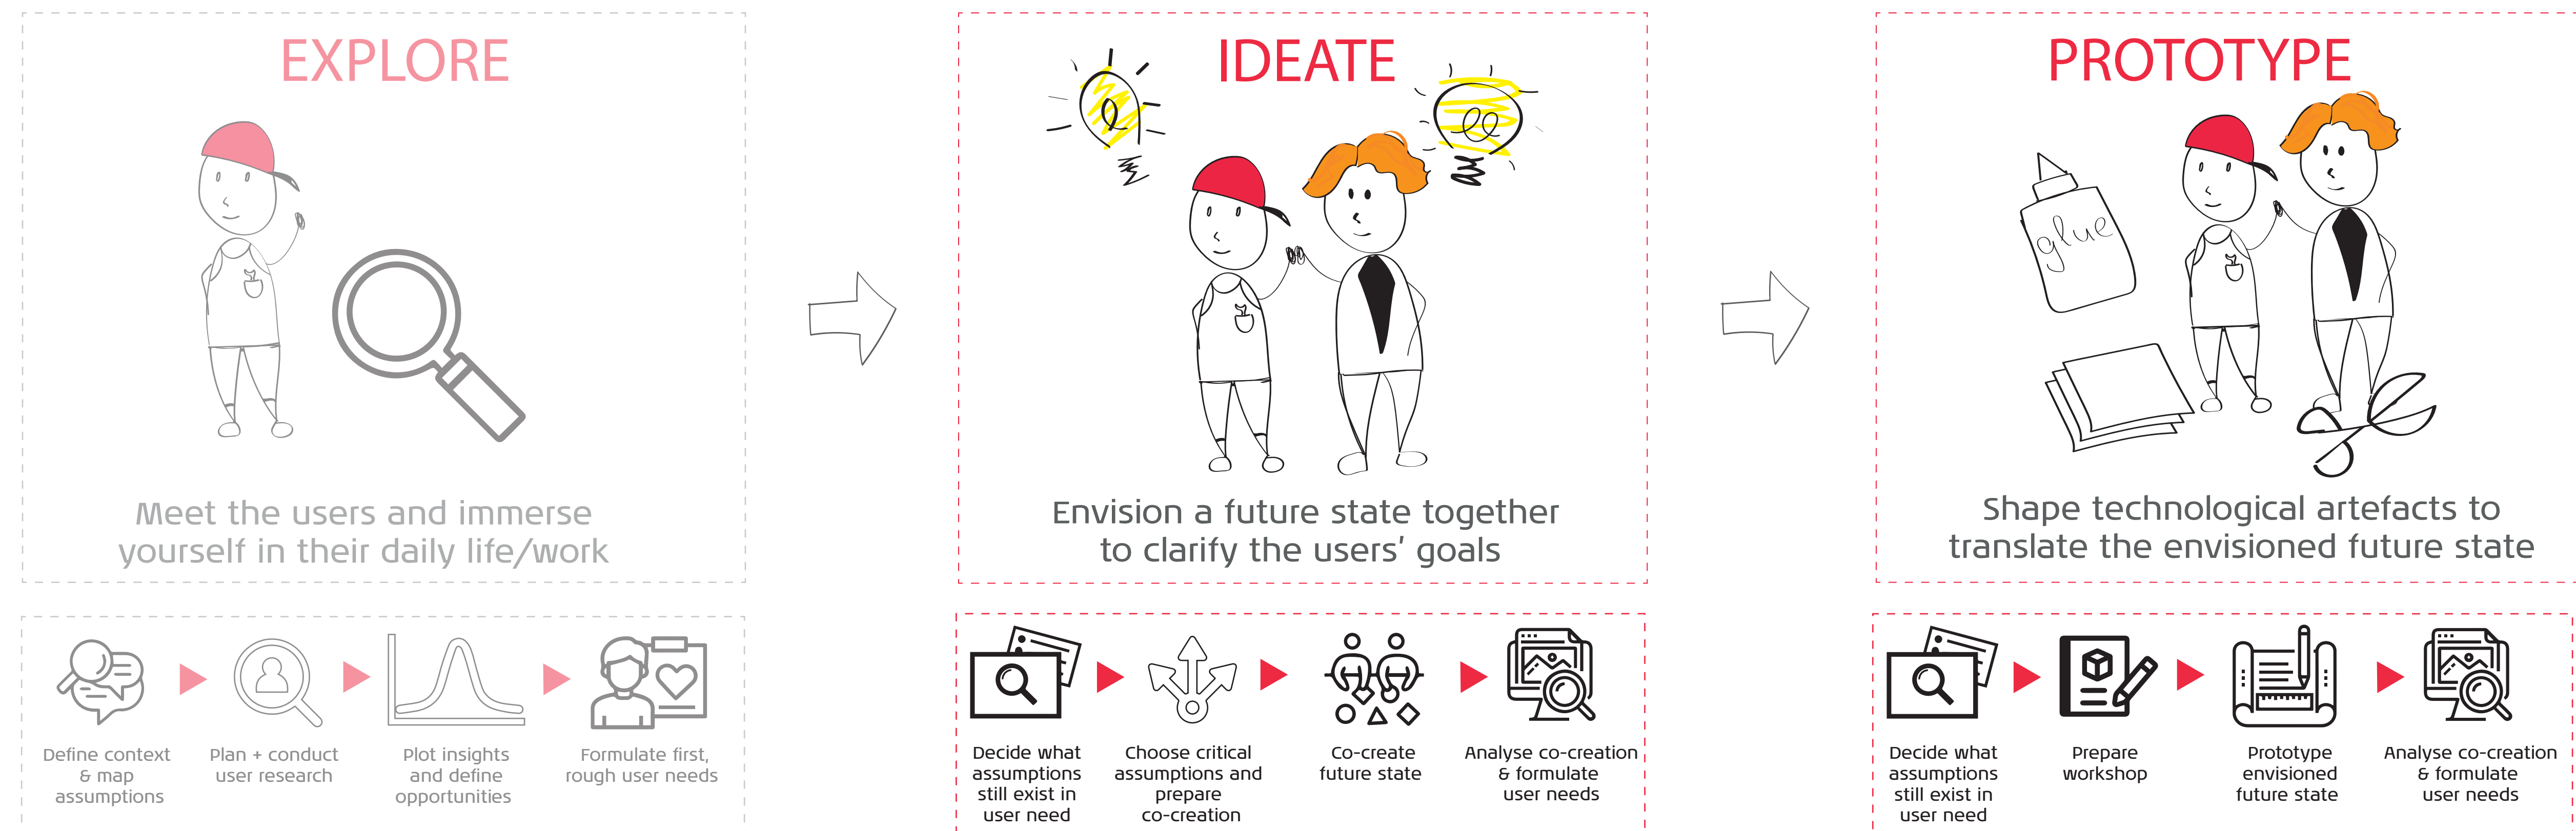 EXPLORE
Meet the users and immerse
yourself in their daily life/work
Define context
& map
assumptions
Plan + conduct
user research
Plot insights
and define
opportunities
Formulate first,
rough user needs
IDEATE
Envision a future state together
to clarify the users' goals
Decide what
assumptions
still exist in
user need
Choose critical
assumptions and
prepare
co-creation
Co-create
future state
Analyse co-creation
& formulate
user needs
PROTOTYPE
glue
Shape technological artefacts to
translate the envisioned future state
Decide what
assumptions
still exist in
user need
Prepare
workshop
Prototype
envisioned
future state
Analyse co-creation
& formulate
user needs